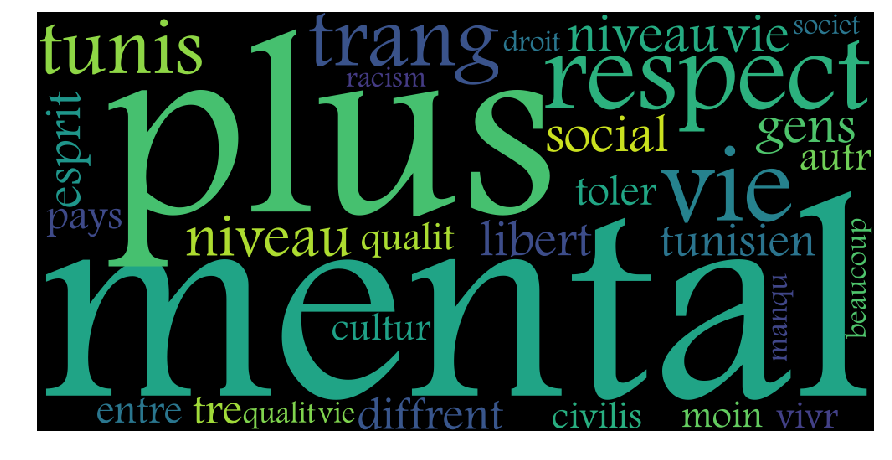 tunis
trang
droit
niveau vie
societ
racism
respect
plus
esprit
social
gens
autr
toler
vie
pays
niveau
qualit
libert
tunisien
mental
beaucoup
manqu
cultur
entre
tre
qualit vie
diffrent
civilis
moin
vivr